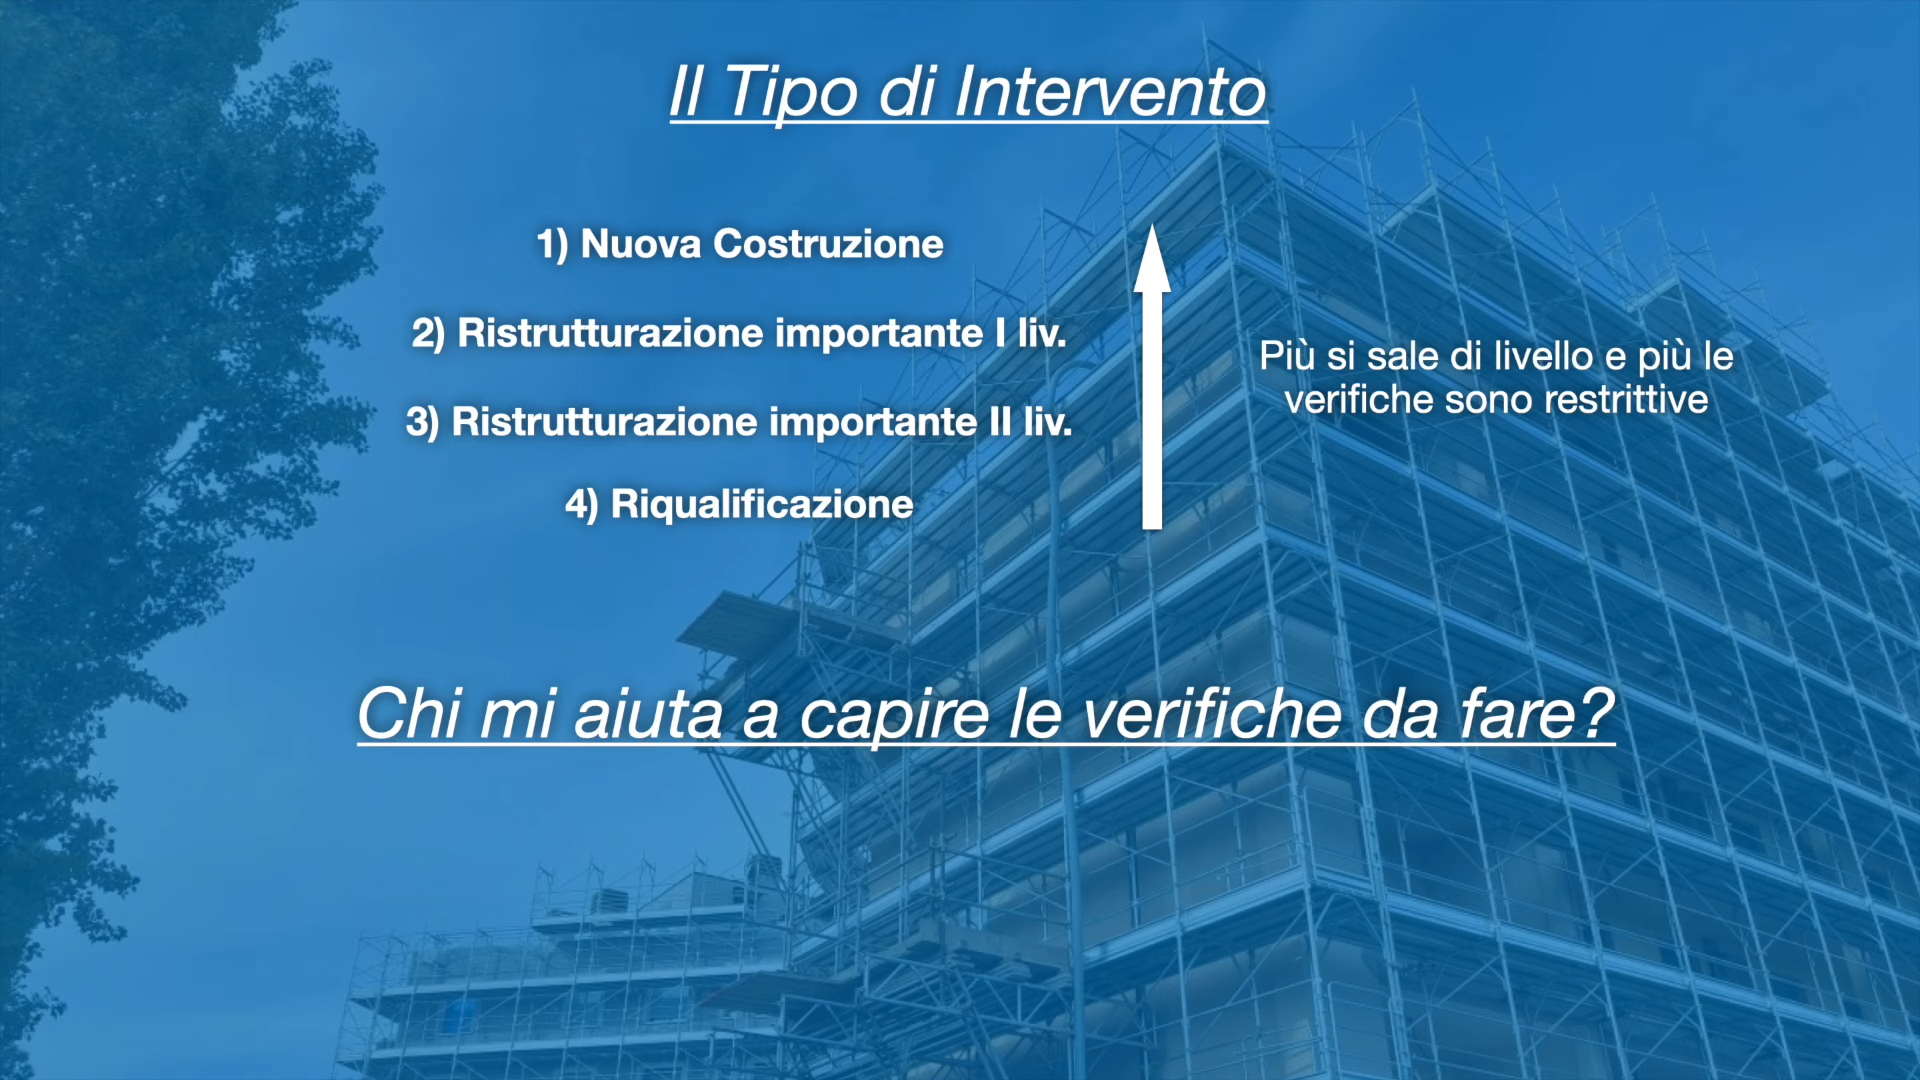 Il Tipo di Intervento
1) Nuova Costruzione
2) Ristrutturazione importante I liv.
3) Ristrutturazione importante II liv.
4) Riqualificazione
Più si sale di livello e più le
verifiche sono restrittive
Chi mi aiuta a capire le verifiche da fare?